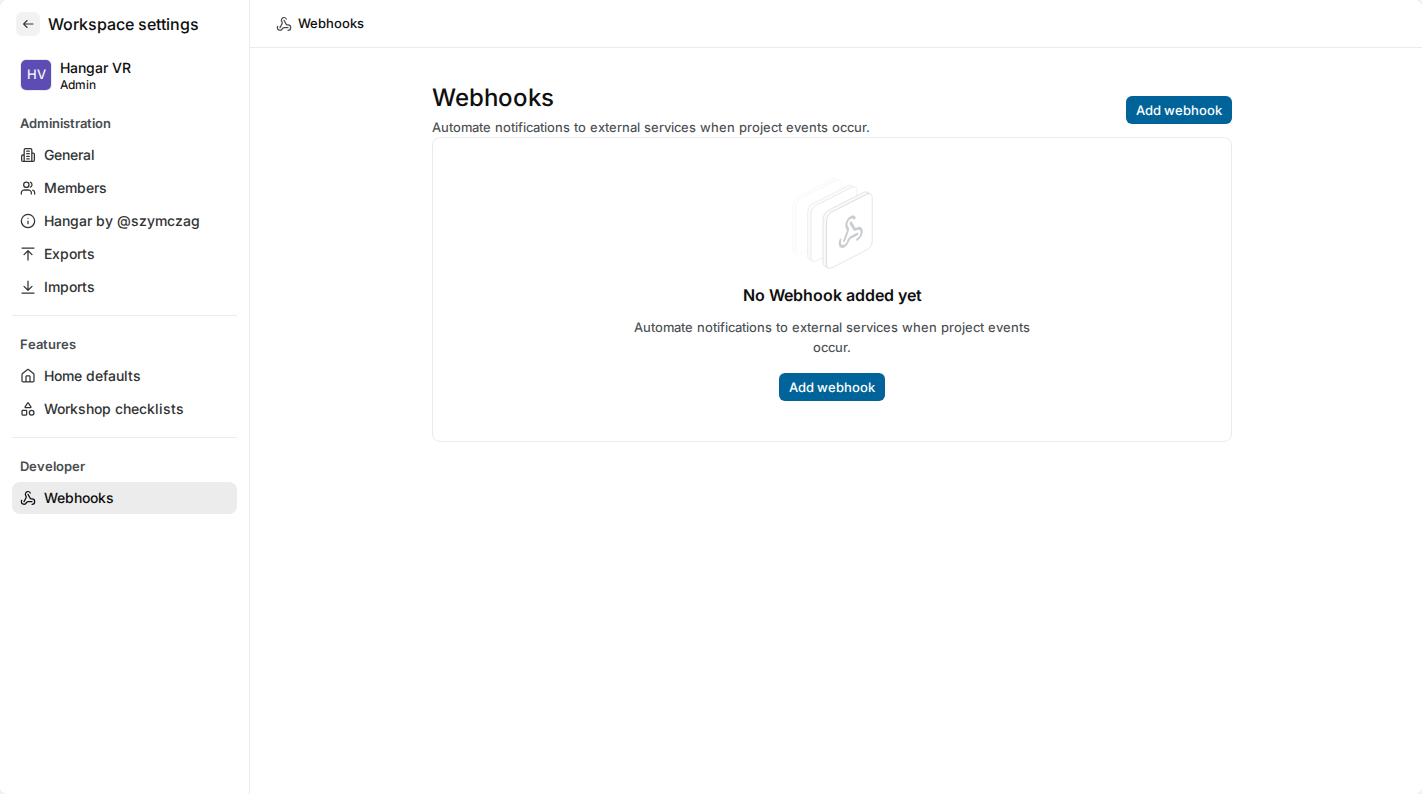 Workspace settings
HV
Hangar VR
Admin
Administration
General
Members
Hangar by @szymczag
Exports
Imports
Features
Home defaults
Workshop checklists
Developer
Webhooks
Webhooks
Webhooks
Automate notifications to external services when project events occur.
Add webhook
No Webhook added yet
Automate notifications to external services when project events
occur.
Add webhook